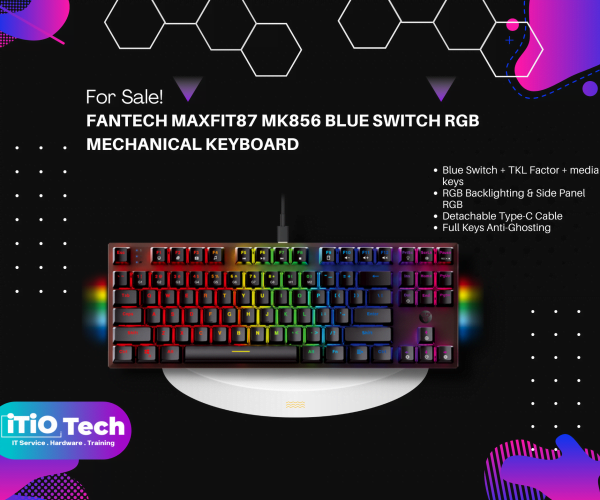 For Sale!
FANTECH MAXFIT87 MK856 BLUE SWITCH RGB
MECHANICAL KEYBOARD
• Blue Switch + TKL Factor + media
keys
• RGB Backlighting & Side Panel
RGB
• Detachable Type-C Cable
• Full Keys Anti-Ghosting
iTiO Tech
IT Service . Hardware . Training